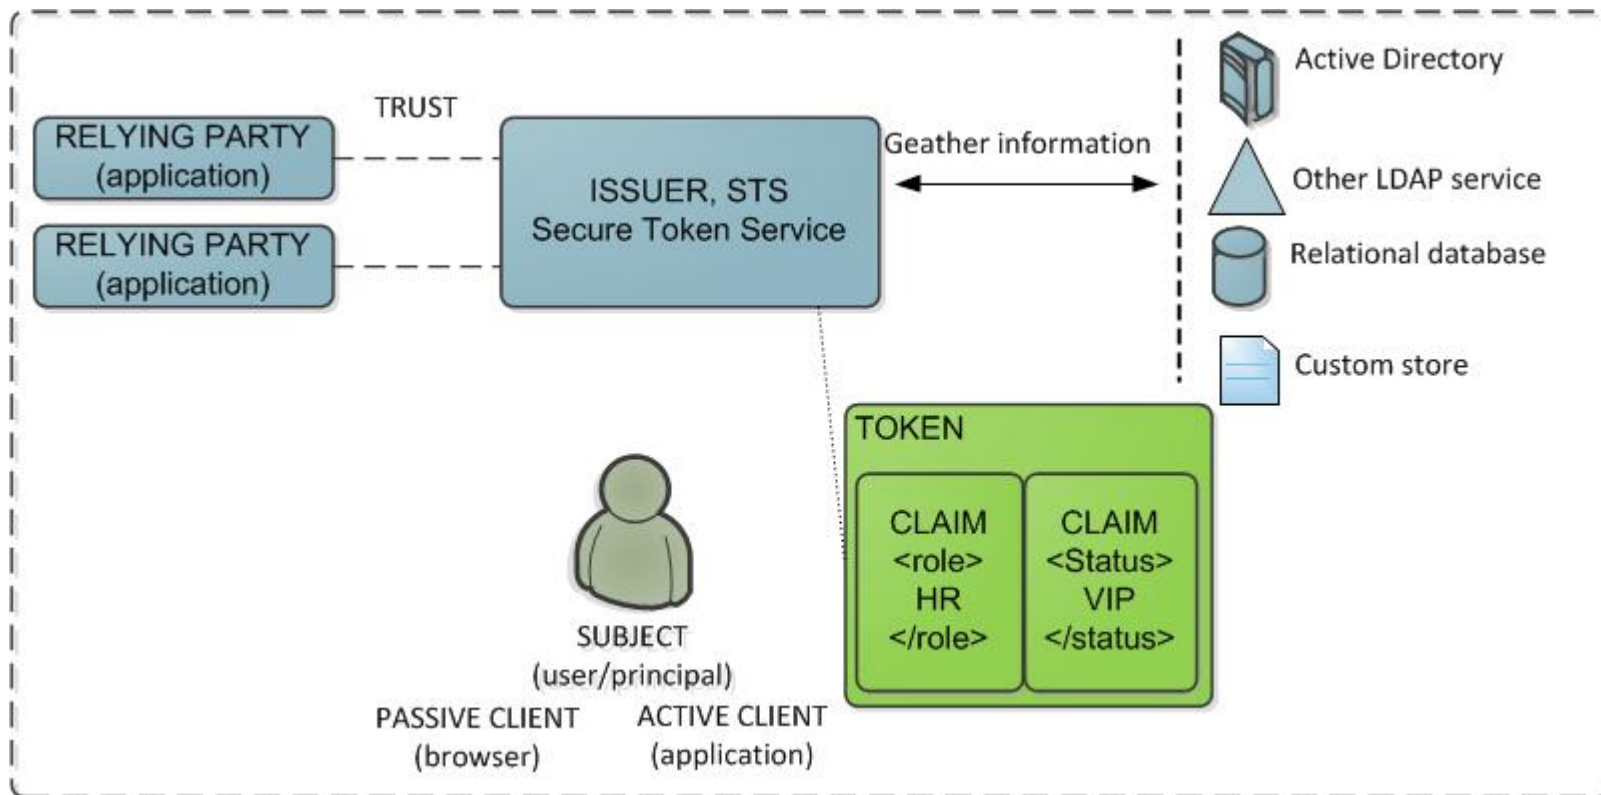 RELYING PARTY
(application)
RELYING PARTY
(application)
TRUST
ISSUER, STS
Secure Token Service
Geather information
Active Directory
Other LDAP service
Relational database
Custom store
TOKEN
CLAIM
<role>
HR
</role>
CLAIM
<Status>
VIP
</status>
SUBJECT
(user/principal)
PASSIVE CLIENT
(browser)
ACTIVE CLIENT
(application)